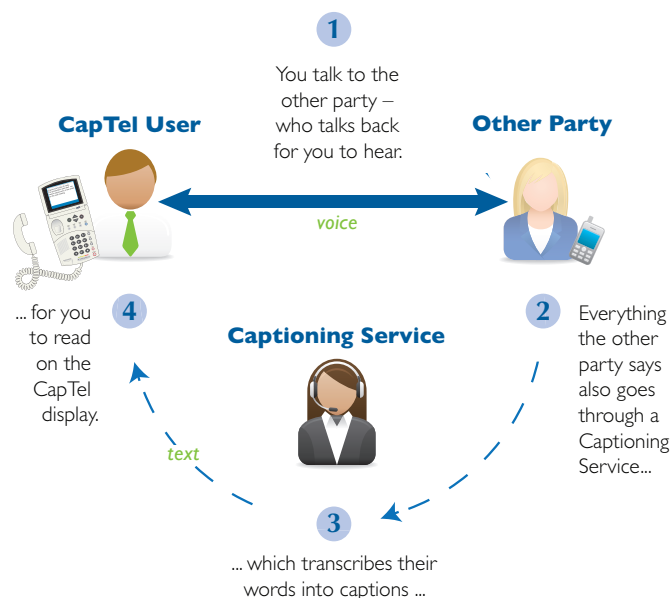 1
You talk to the
other party –
who talks back
for you to hear.
CapTel User
Other Party
voice
2
Everything
the other
party says
also goes
through a
Captioning
Service...
Captioning Service
3
... which transcribes their
words into captions ...
text
4
... for you
to read
on the
CapTel
display.